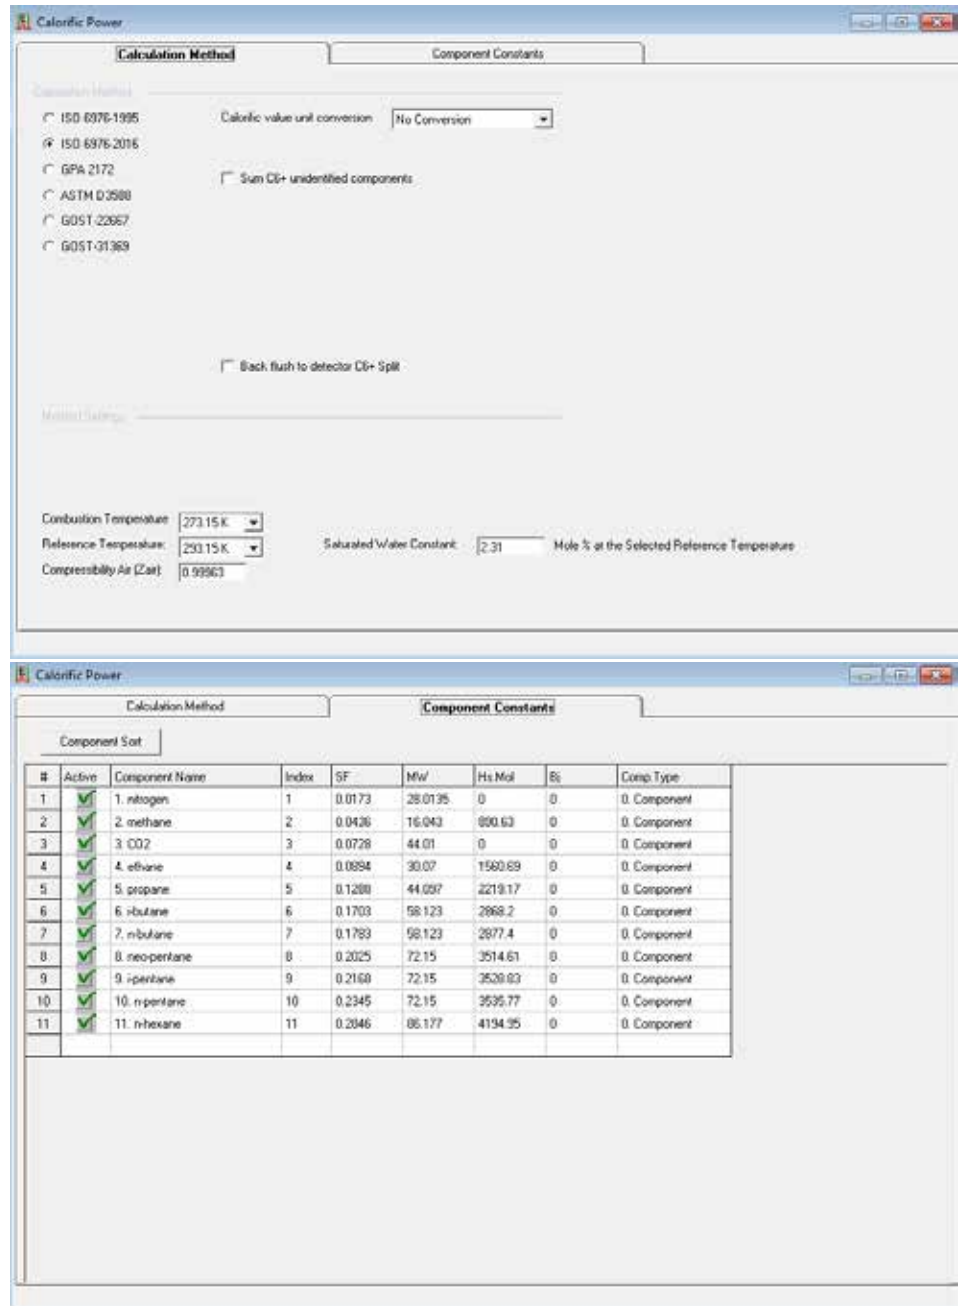 Calorific Power
Calculation Method Component Constants
Calculation Method
ISO 6976-1995 Calorific value unit conversion No Conversion
ISO 6976-2016
GPA 2172 Sum C6+ unidentified components
ASTM D3588
GOST-22667
GOST-31369
Back flush to detector C6+ Split
Method Settings
Combustion Temperature 273.15 K
Reference Temperature: 293.15 K Saturated Water Constant: 2.31 Mole % at the Selected Reference Temperature
Compressibility Air (Zair): 0.99963
Calorific Power
Calculation Method Component Constants
Component Sort
# Active Component Name Index SF MW Hs.Mol Bi Comp.Type
1 1. nitrogen 1 0.0173 28.0135 0 0 0. Component
2 2. methane 2 0.0436 16.043 890.63 0 0. Component
3 3. CO2 3 0.0728 44.01 0 0 0. Component
4 4. ethane 4 0.0894 30.07 1560.69 0 0. Component
5 5. propane 5 0.1288 44.097 2219.17 0 0. Component
6 6. i-butane 6 0.1703 58.123 2868.2 0 0. Component
7 7. n-butane 7 0.1783 58.123 2877.4 0 0. Component
8 8. neo-pentane 8 0.2025 72.15 3514.61 0 0. Component
9 9. i-pentane 9 0.2168 72.15 3528.83 0 0. Component
10 10. n-pentane 10 0.2345 72.15 3535.77 0 0. Component
11 11. n-hexane 11 0.2846 86.177 4194.95 0 0. Component